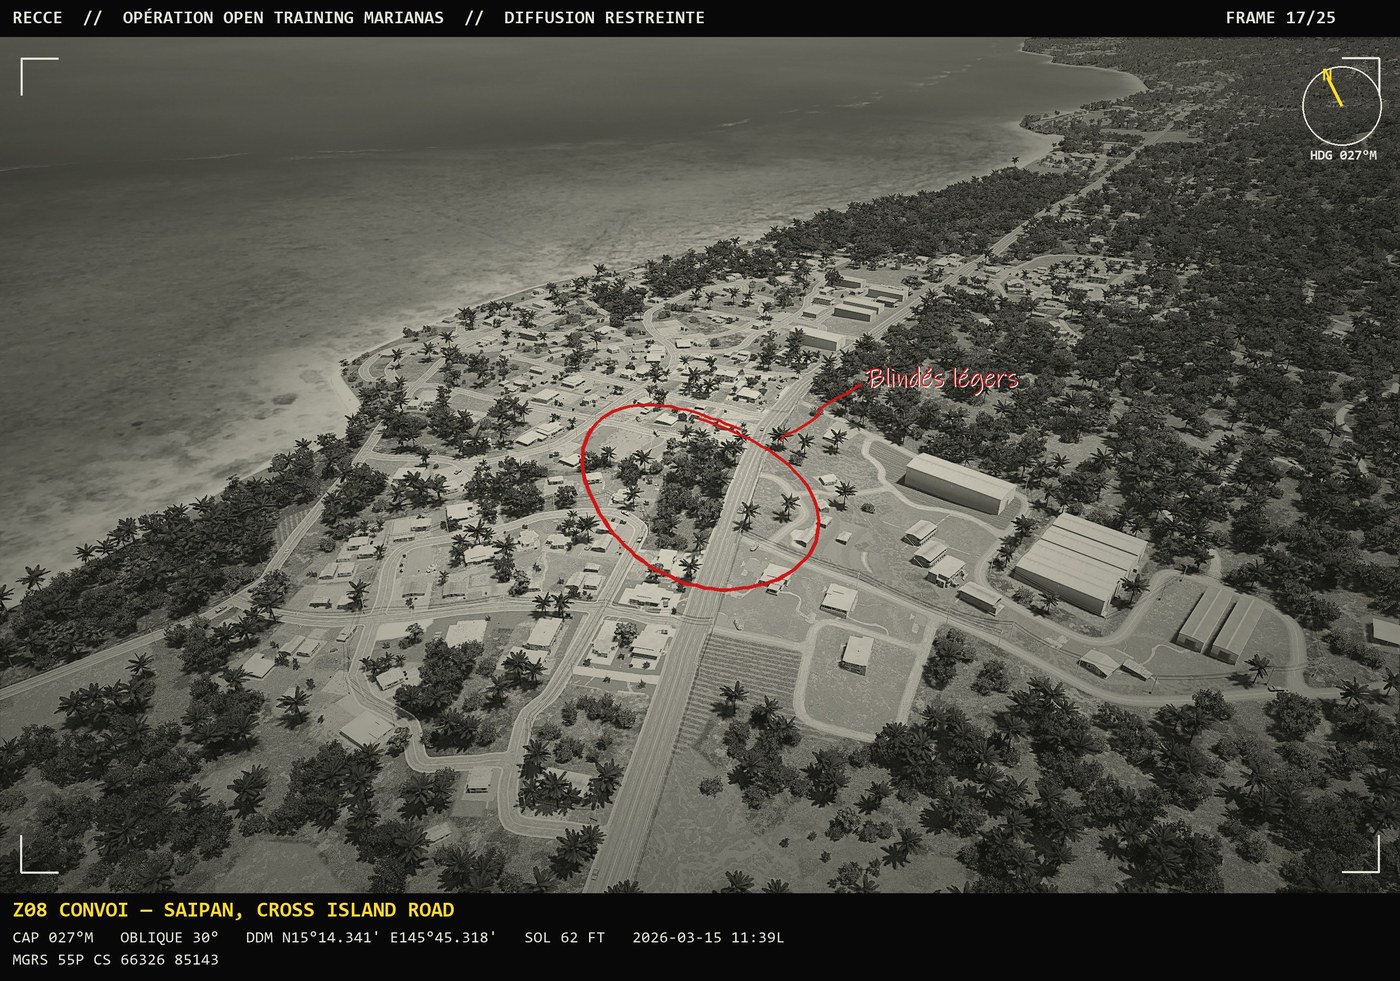 RECCE // OPÉRATION OPEN TRAINING MARIANAS // DIFFUSION RESTREINTE
FRAME 17/25
N
HDG 027°M
Blindés légers
Z08 CONVOI — SAIPAN, CROSS ISLAND ROAD
CAP 027°M OBLIQUE 30° DDM N15°14.341' E145°45.318' SOL 62 FT 2026-03-15 11:39L
MGRS 55P CS 66326 85143